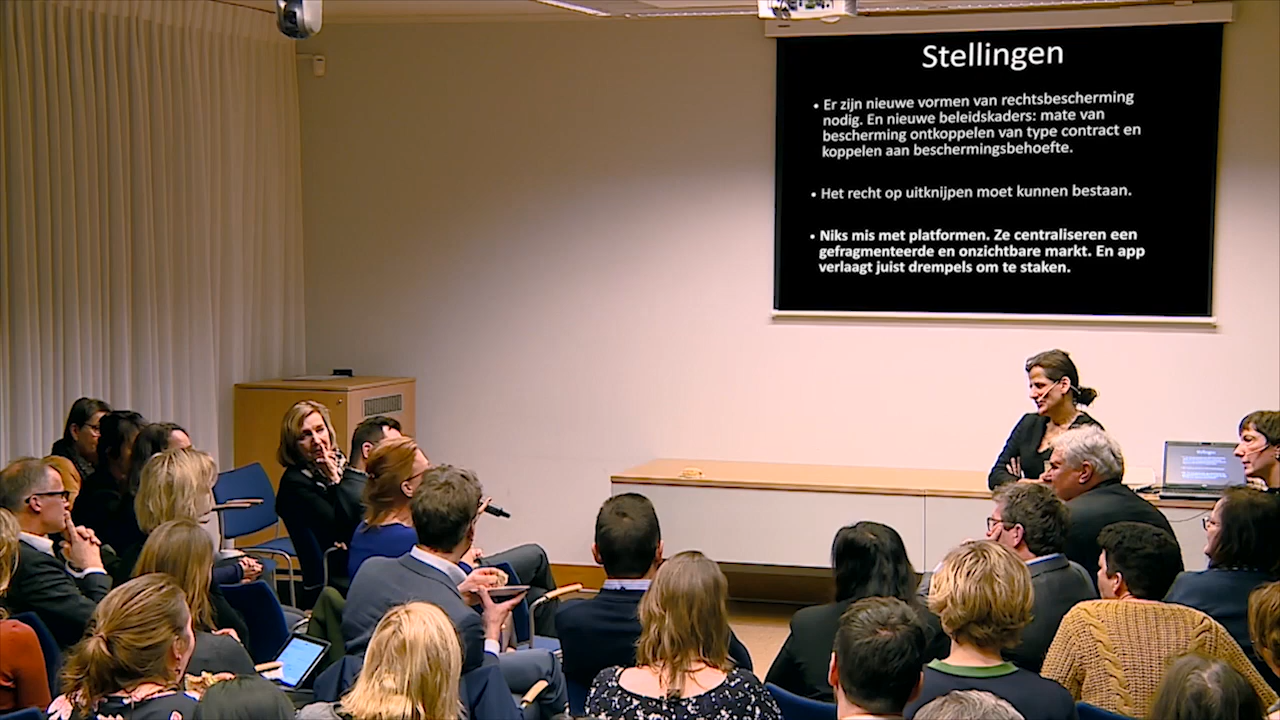 Stellingen
• Er zijn nieuwe vormen van rechtsbescherming
nodig. En nieuwe beleidskaders: mate van
bescherming ontkoppelen van type contract en
koppelen aan beschermingsbehoefte.
• Het recht op uitknijpen moet kunnen bestaan.
• Niks mis met platformen. Ze centraliseren een
gefragmenteerde en onzichtbare markt. En app
verlaagt juist drempels om te staken.
Stellingen